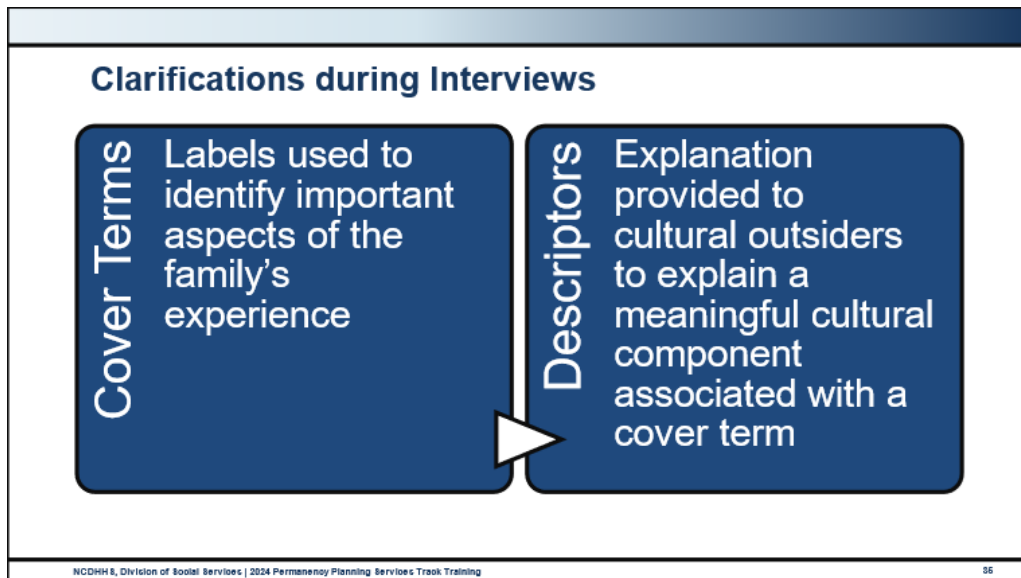 Clarifications during Interviews
Cover Terms
Labels used to
identify important
aspects of the
family’s
experience
Descriptors
Explanation
provided to
cultural outsiders
to explain a
meaningful cultural
component
associated with a
cover term
NCDHHS, Division of Social Services | 2024 Permanency Planning Services Track Training
36